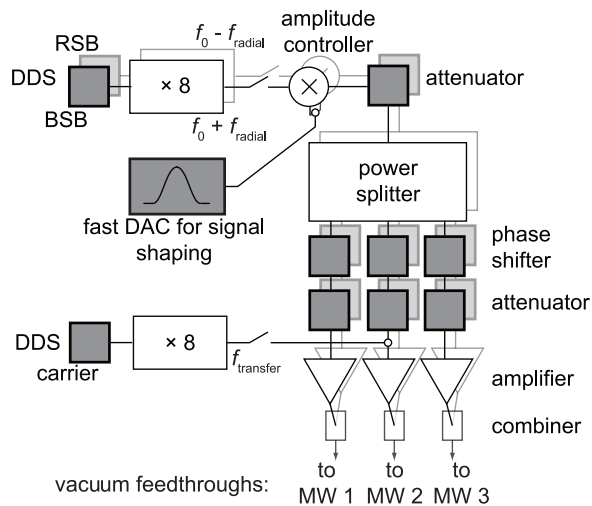 RSB
DDS
BSB
× 8
f0 - fradial
f0 + fradial
amplitude
controller
attenuator
power
splitter
fast DAC for signal
shaping
phase
shifter
attenuator
DDS
carrier
× 8
ftransfer
amplifier
combiner
vacuum feedthroughs:
to
MW 1
to
MW 2
to
MW 3